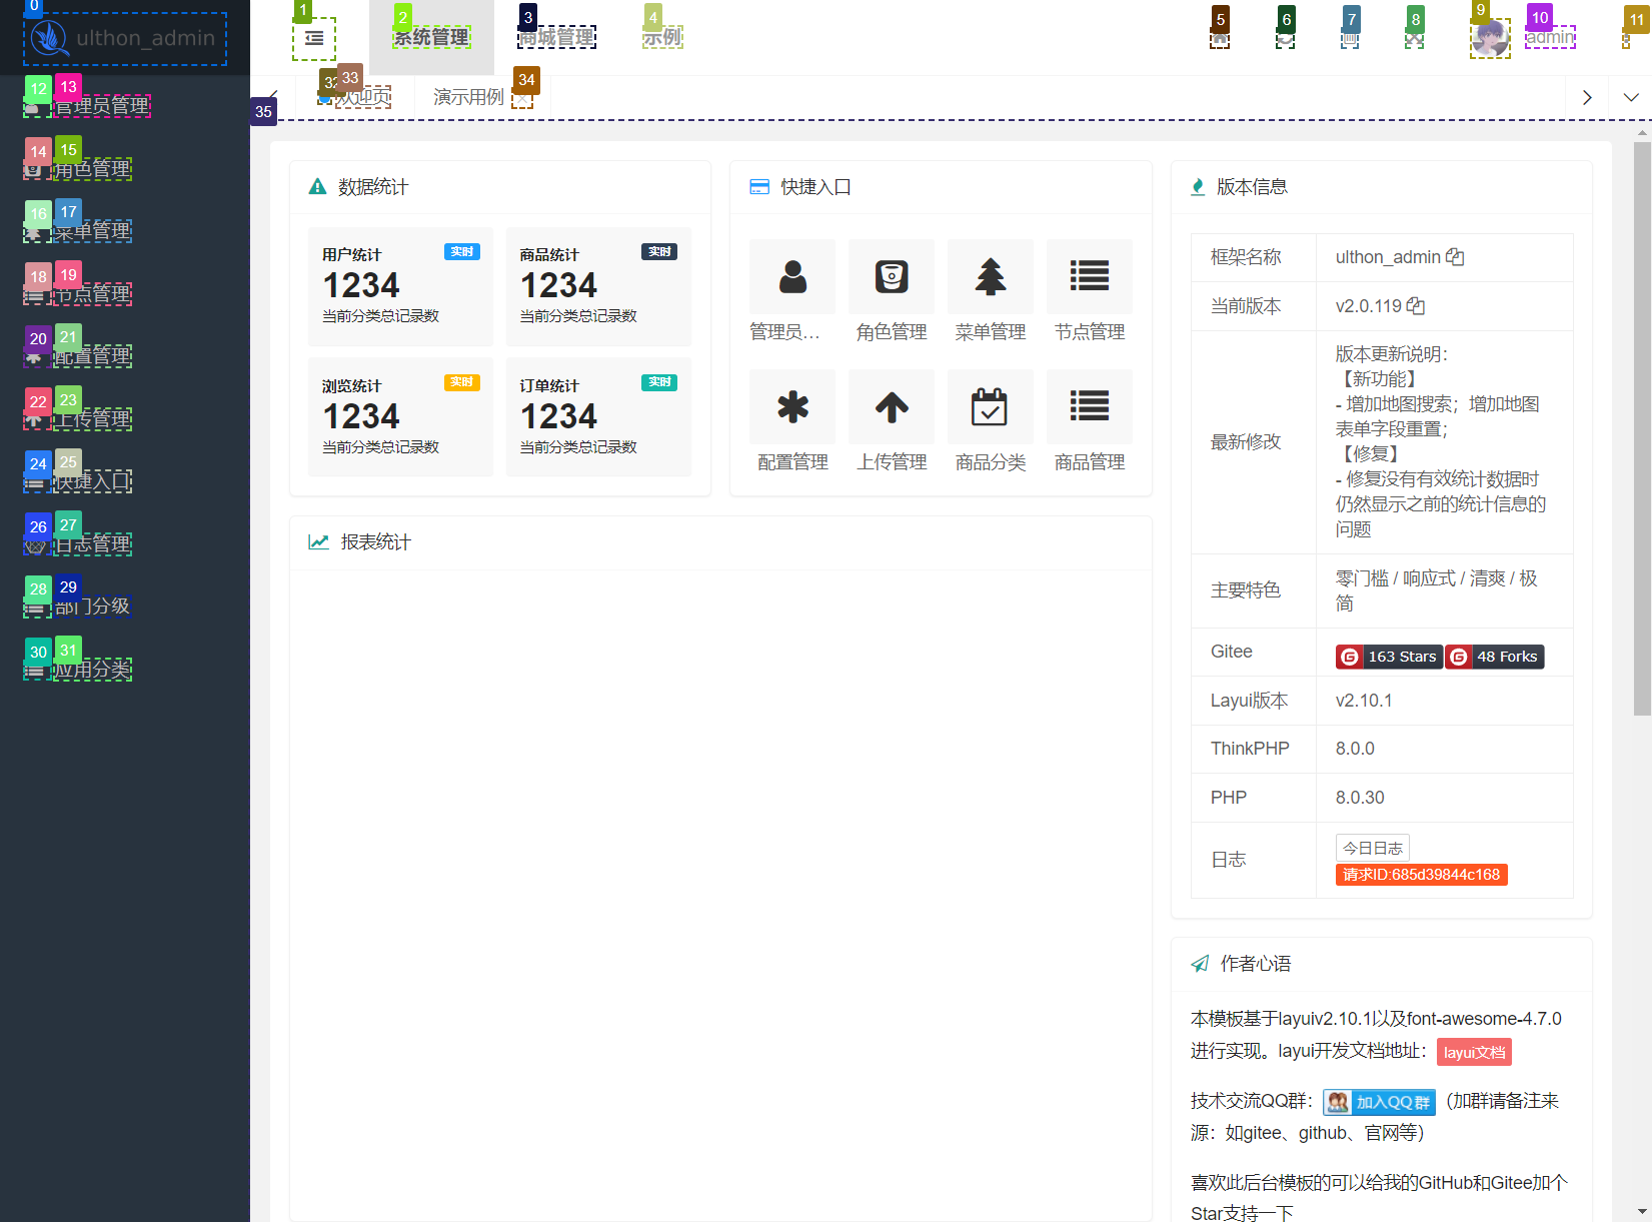 0
ulthon_admin
1
2
系统管理
3
商城管理
4
示例
5
6
7
8
9
10
admin
11
12
13
管理员管理
14
15
角色管理
16
17
菜单管理
18
19
节点管理
20
21
配置管理
22
23
上传管理
24
25
快捷入口
26
27
日志管理
28
29
部门分级
30
31
应用分类
32
33
欢迎页
演示用例
34
35
数据统计
用户统计
实时
1234
当前分类总记录数
商品统计
实时
1234
当前分类总记录数
浏览统计
实时
1234
当前分类总记录数
订单统计
实时
1234
当前分类总记录数
快捷入口
管理员...
角色管理
菜单管理
节点管理
配置管理
上传管理
商品分类
商品管理
报表统计
版本信息
框架名称
ulthon_admin
当前版本
v2.0.119
最新修改
版本更新说明：
【新功能】
- 增加地图搜索；增加地图
表单字段重置；
【修复】
- 修复没有有效统计数据时
仍然显示之前的统计信息的
问题
主要特色
零门槛 / 响应式 / 清爽 / 极
简
Gitee
163 Stars
48 Forks
Layui版本
v2.10.1
ThinkPHP
8.0.0
PHP
8.0.30
日志
今日日志
请求ID:685d39844c168
作者心语
本模板基于layuiv2.10.1以及font-awesome-4.7.0
进行实现。layui开发文档地址： layui文档
技术交流QQ群： 加入QQ群 （加群请备注来
源：如gitee、github、官网等）
喜欢此后台模板的可以给我的GitHub和Gitee加个
Star支持一下